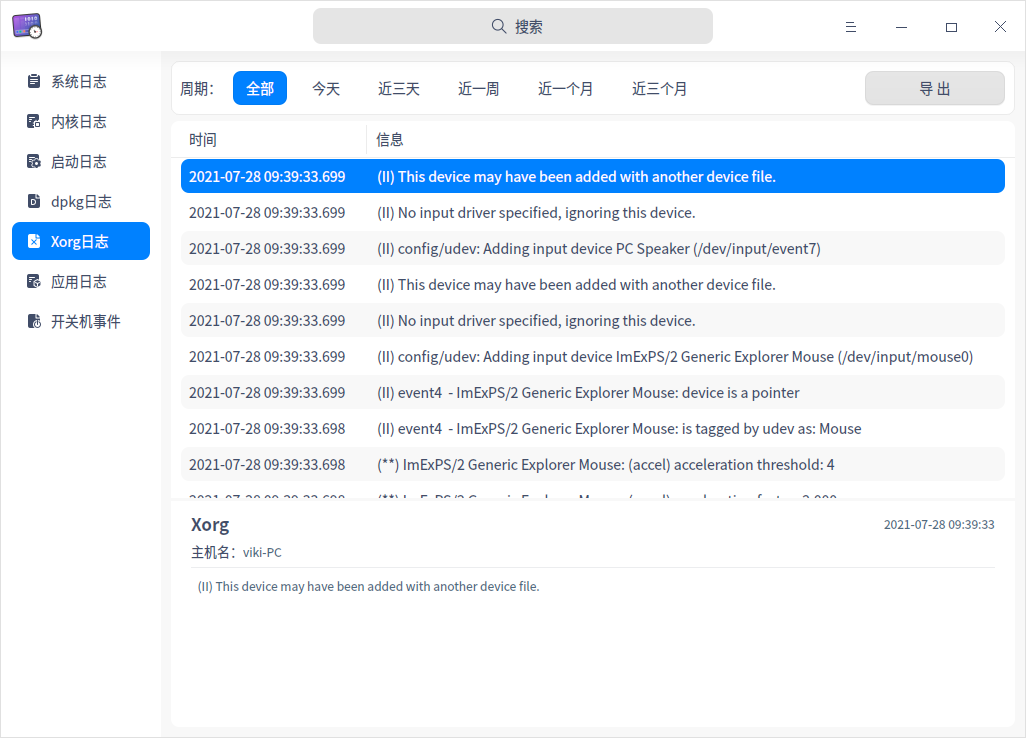 搜索
系统日志
内核日志
启动日志
dpkg日志
Xorg日志
应用日志
开关机事件
周期: 全部 今天 近三天 近一周 近一个月 近三个月 导出
时间 信息
2021-07-28 09:39:33.699 (II) This device may have been added with another device file.
2021-07-28 09:39:33.699 (II) No input driver specified, ignoring this device.
2021-07-28 09:39:33.699 (II) config/udev: Adding input device PC Speaker (/dev/input/event7)
2021-07-28 09:39:33.699 (II) This device may have been added with another device file.
2021-07-28 09:39:33.699 (II) No input driver specified, ignoring this device.
2021-07-28 09:39:33.699 (II) config/udev: Adding input device ImExPS/2 Generic Explorer Mouse (/dev/input/mouse0)
2021-07-28 09:39:33.699 (II) event4 - ImExPS/2 Generic Explorer Mouse: device is a pointer
2021-07-28 09:39:33.698 (II) event4 - ImExPS/2 Generic Explorer Mouse: is tagged by udev as: Mouse
2021-07-28 09:39:33.698 (**) ImExPS/2 Generic Explorer Mouse: (accel) acceleration threshold: 4
Xorg 2021-07-28 09:39:33
主机名: viki-PC
(II) This device may have been added with another device file.